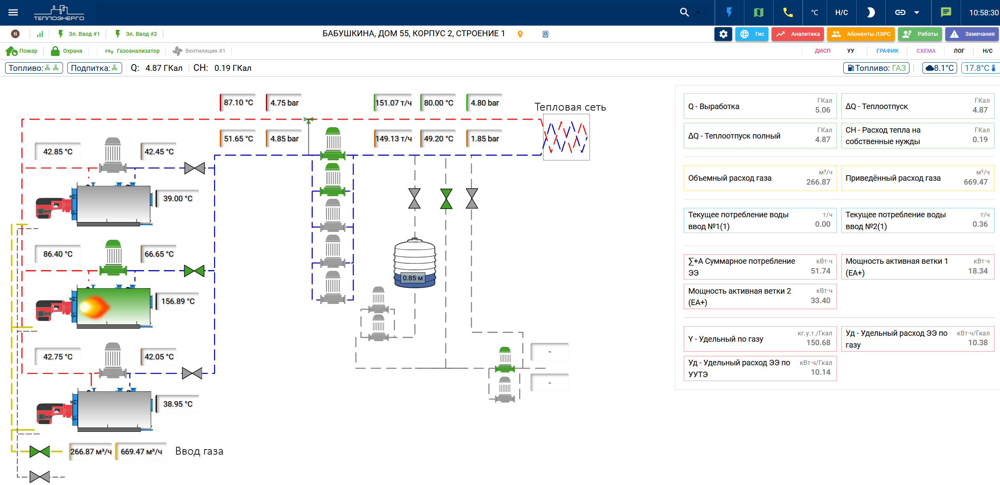 ТЕПЛОЭНЕРГО
°C
Н/С
10:58:30
Эл. Ввод #1
Эл. Ввод #2
БАБУШКИНА, ДОМ 55, КОРПУС 2, СТРОЕНИЕ 1
Гис
Аналитика
Абоненты ЛЭРС
Работы
Замечания
Пожар
Охрана
CO₂
Газоанализатор
Вентиляция #1
ДИСП
УУ
ГРАФИК
СХЕМА
ЛОГ
Н/С
Топливо:
Подпитка:
Q: 4.87 ГКал
СН: 0.19 ГКал
Топливо: ГАЗ
8.1°C
17.8°C
87.10 °C
4.75 bar
151.07 т/ч
80.00 °C
4.80 bar
Тепловая сеть
51.65 °C
4.85 bar
149.13 т/ч
49.20 °C
1.85 bar
42.85 °C
42.45 °C
39.00 °C
86.40 °C
66.65 °C
156.89 °C
0.85 м
42.75 °C
42.05 °C
38.95 °C
-
-
266.87 м³/ч
669.47 м³/ч
Ввод газа
Q - Выработка
ГКал
5.06
ΔQ - Теплоотпуск
ГКал
4.87
ΔQ - Теплоотпуск полный
ГКал
4.87
СН - Расход тепла на
собственные нужды
ГКал
0.19
Объемный расход газа
м³/ч
266.87
Приведённый расход газа
м³/ч
669.47
Текущее потребление воды
ввод №1(1)
т/ч
0.00
Текущее потребление воды
ввод №2(1)
т/ч
0.36
∑+A Суммарное потребление
ЭЭ
кВт·ч
51.74
Мощность активная ветки 1
(EA+)
кВт·ч
18.34
Мощность активная ветки 2
(EA+)
кВт·ч
33.40
Y - Удельный по газу
кг.у.т./Гкал
150.68
Уд - Удельный расход ЭЭ по
газу
кВт·ч/Гкал
10.38
Уд - Удельный расход ЭЭ по
УУТЭ
кВт·ч/Гкал
10.14